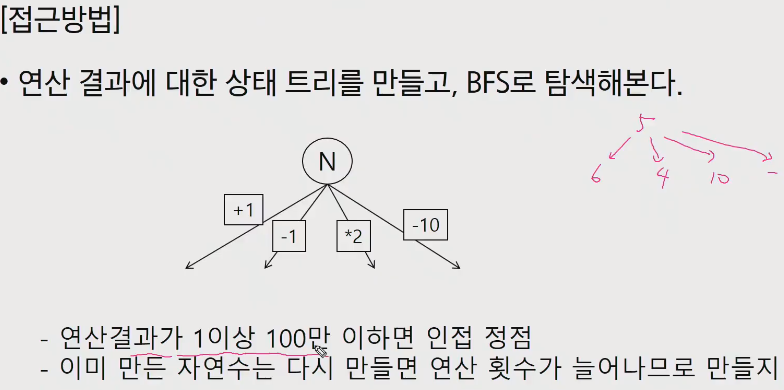 [접근방법]
• 연산 결과에 대한 상태 트리를 만들고, BFS로 탐색해본다.
5
6 4 10 -
N
+1 -1 *2 -10
- 연산결과가 1이상 100만 이하면 인접 정점
- 이미 만든 자연수는 다시 만들면 연산 횟수가 늘어나므로 만들지